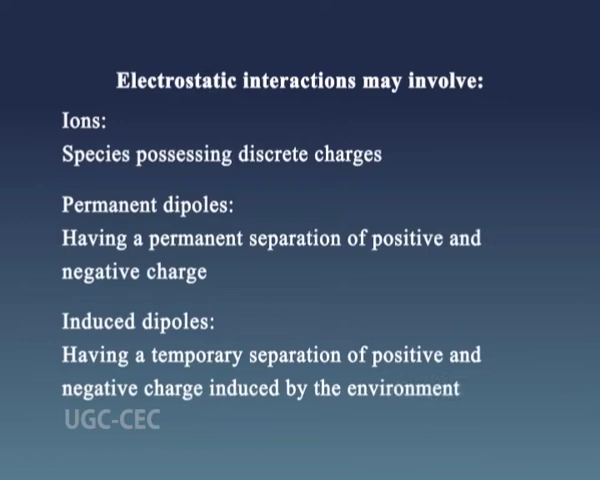 Electrostatic interactions may involve:
Ions:
Species possessing discrete charges
Permanent dipoles:
Having a permanent separation of positive and
negative charge
Induced dipoles:
Having a temporary separation of positive and
negative charge induced by the environment
UGC-CEC